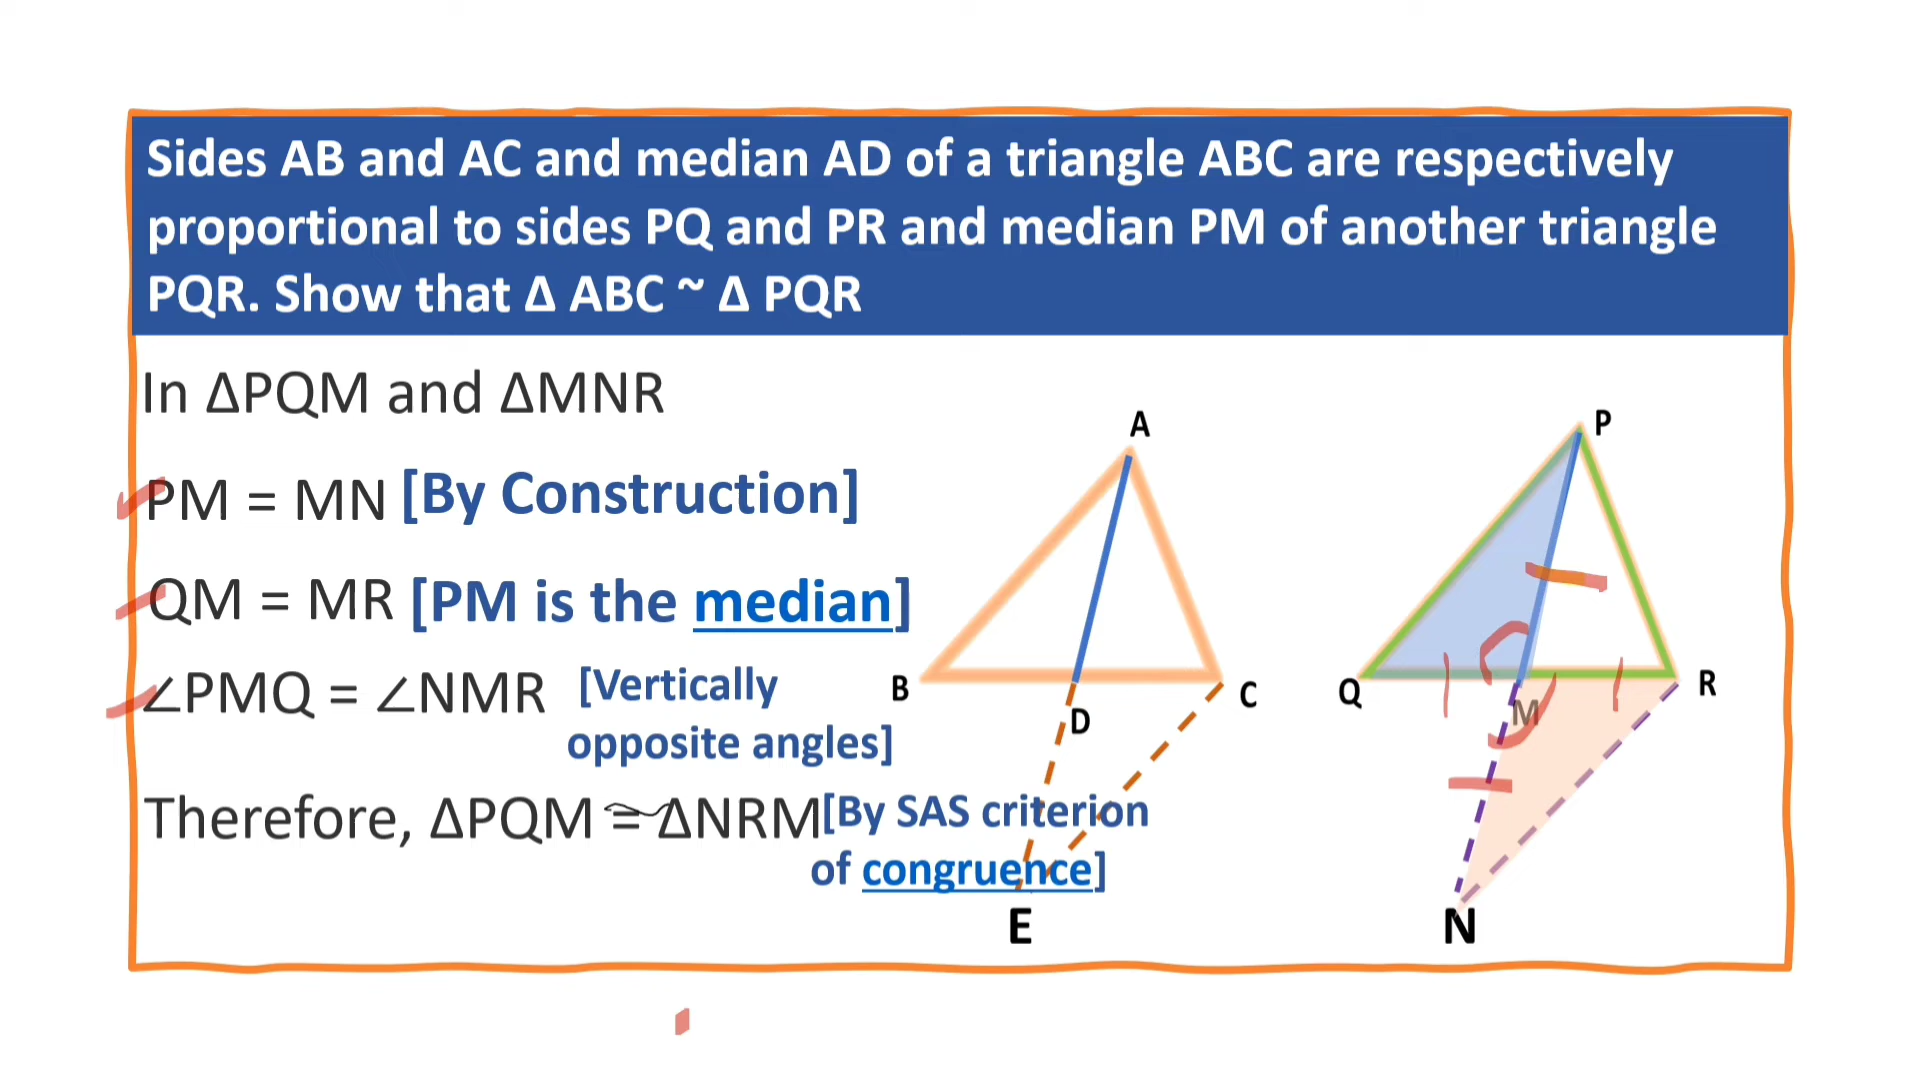 Sides AB and AC and median AD of a triangle ABC are respectively
proportional to sides PQ and PR and median PM of another triangle
PQR. Show that Δ ABC ~ Δ PQR
In ΔPQM and ΔMNR
PM = MN [By Construction]
QM = MR [PM is the median]
∠PMQ = ∠NMR [Vertically
opposite angles]
Therefore, ΔPQM ≅ ΔNRM [By SAS criterion
of congruence]
A
B
D
C
E
P
Q
M
R
N